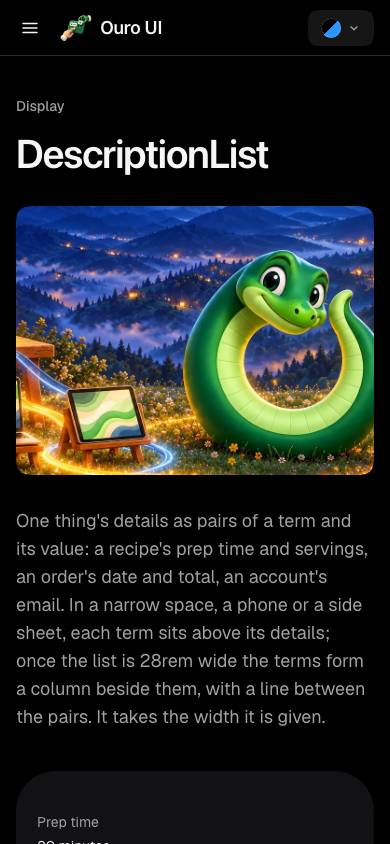 Ouro UI
Display
DescriptionList
One thing's details as pairs of a term and
its value: a recipe's prep time and servings,
an order's date and total, an account's
email. In a narrow space, a phone or a side
sheet, each term sits above its details;
once the list is 28rem wide the terms form
a column beside them, with a line between
the pairs. It takes the width it is given.
Prep time